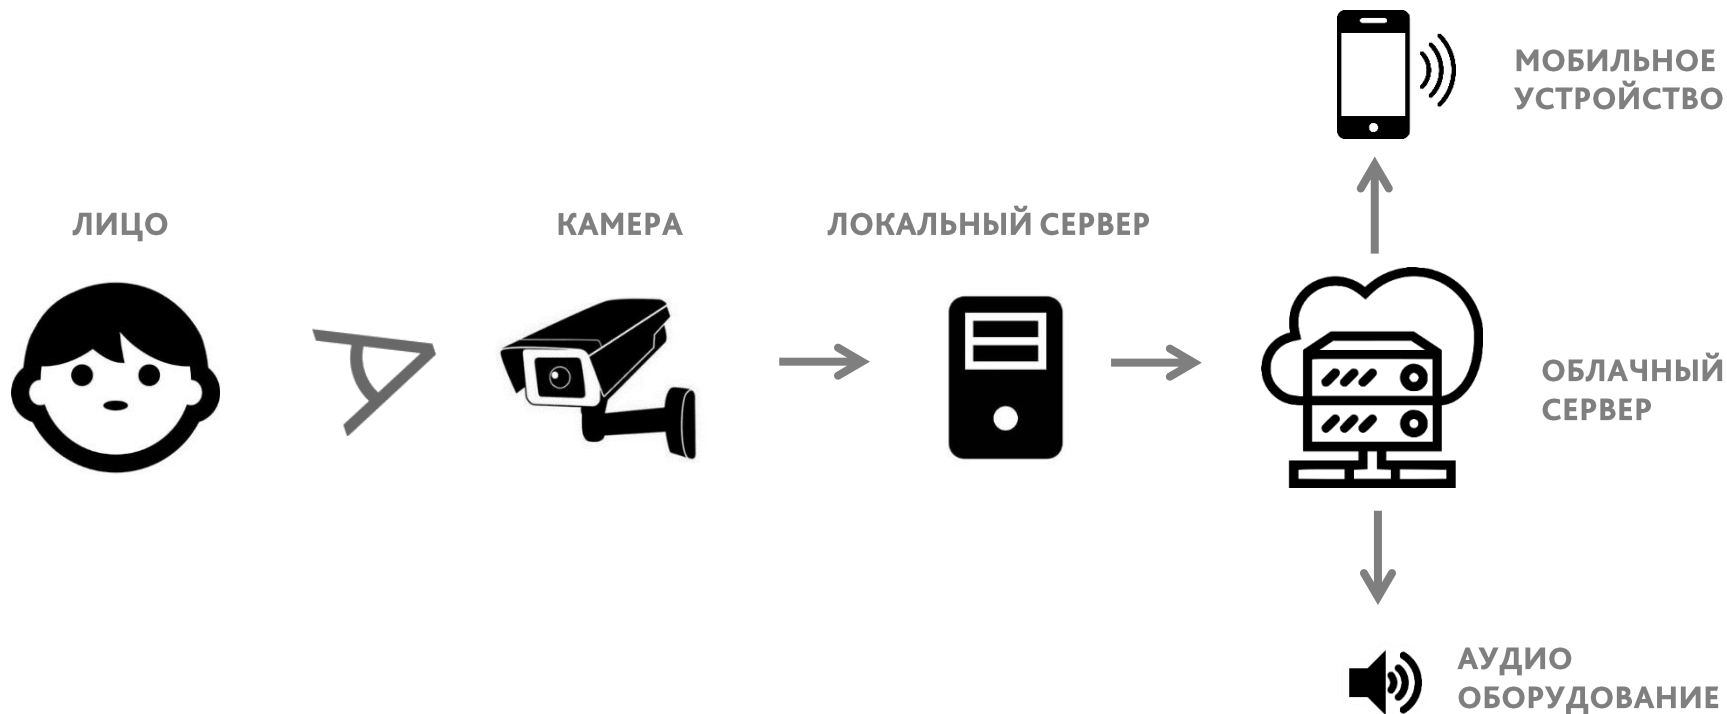 МОБИЛЬНОЕ
УСТРОЙСТВО
ЛИЦО
КАМЕРА
ЛОКАЛЬНЫЙ СЕРВЕР
ОБЛАЧНЫЙ
СЕРВЕР
АУДИО
ОБОРУДОВАНИЕ